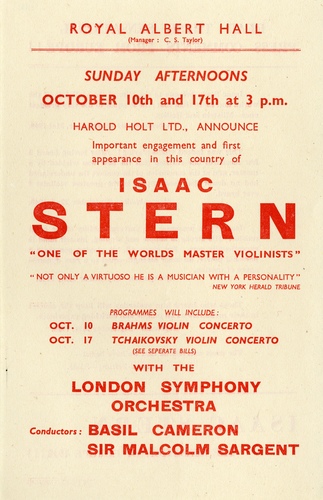 ROYAL ALBERT HALL
(Manager : C. S. Taylor)
SUNDAY AFTERNOONS
OCTOBER 10th and 17th at 3 p.m.
HAROLD HOLT LTD., ANNOUNCE
Important engagement and first
appearance in this country of
ISAAC
STERN
"ONE OF THE WORLDS MASTER VIOLINISTS"
"NOT ONLY A VIRTUOSO HE IS A MUSICIAN WITH A PERSONALITY"
NEW YORK HERALD TRIBUNE
PROGRAMMES WILL INCLUDE :
OCT. 10 BRAHMS VIOLIN CONCERTO
OCT. 17 TCHAIKOVSKY VIOLIN CONCERTO
(SEE SEPERATE BILLS)
WITH THE
LONDON SYMPHONY
ORCHESTRA
Conductors : BASIL CAMERON
SIR MALCOLM SARGENT